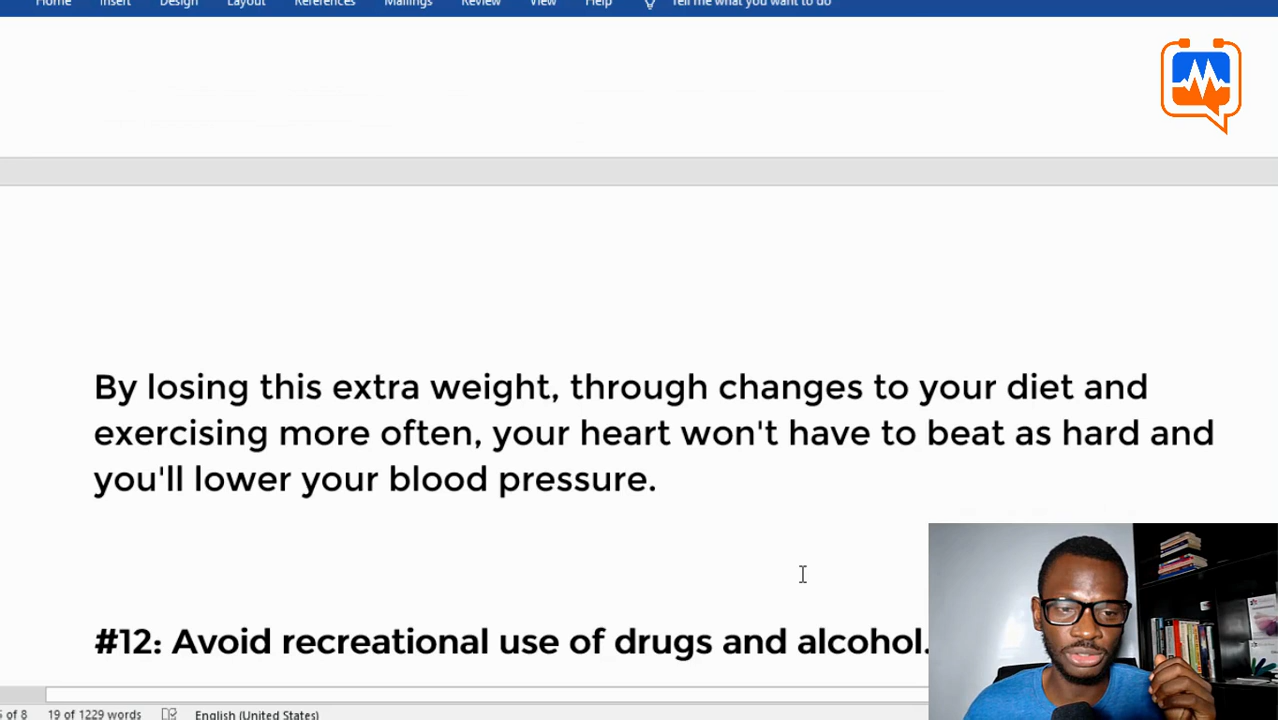 Home Insert Design Layout References Mailings Review View Help Tell me what you want to do
By losing this extra weight, through changes to your diet and
exercising more often, your heart won't have to beat as hard and
you'll lower your blood pressure.
#12: Avoid recreational use of drugs and alcohol.
of 8 19 of 1229 words English (United States)